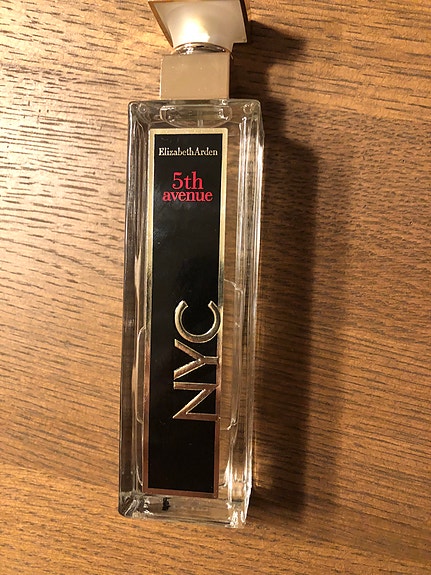 ElizabethArden
5th
avenue
NYC